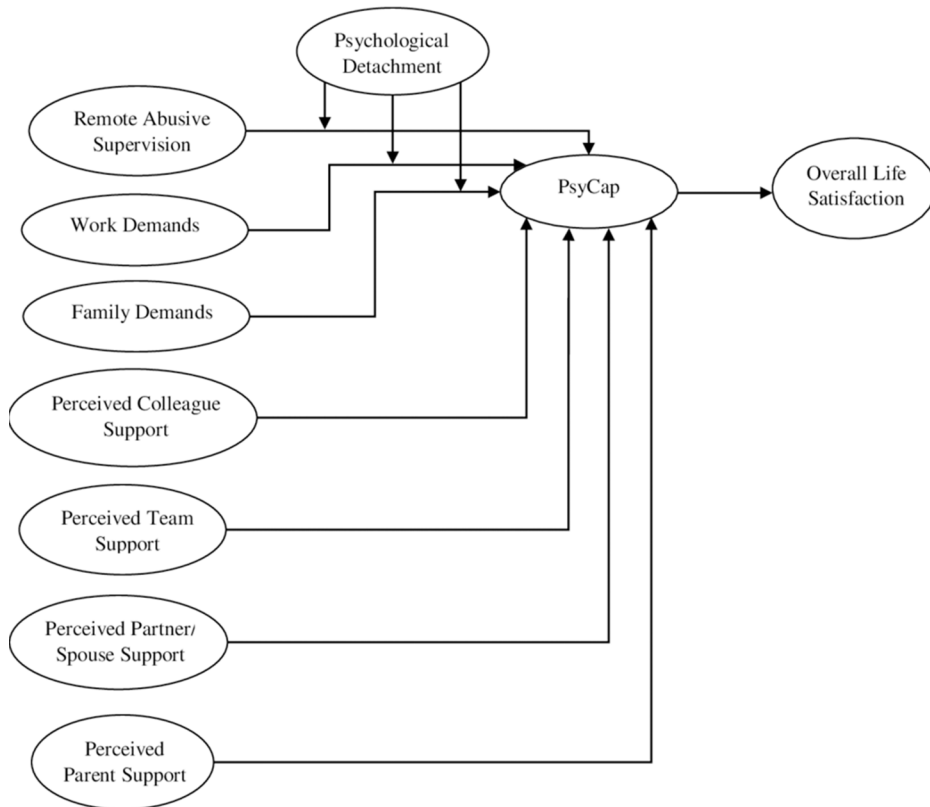 Psychological
Detachment
Remote Abusive
Supervision
PsyCap
Overall Life
Satisfaction
Work Demands
Family Demands
Perceived Colleague
Support
Perceived Team
Support
Perceived Partner/
Spouse Support
Perceived
Parent Support